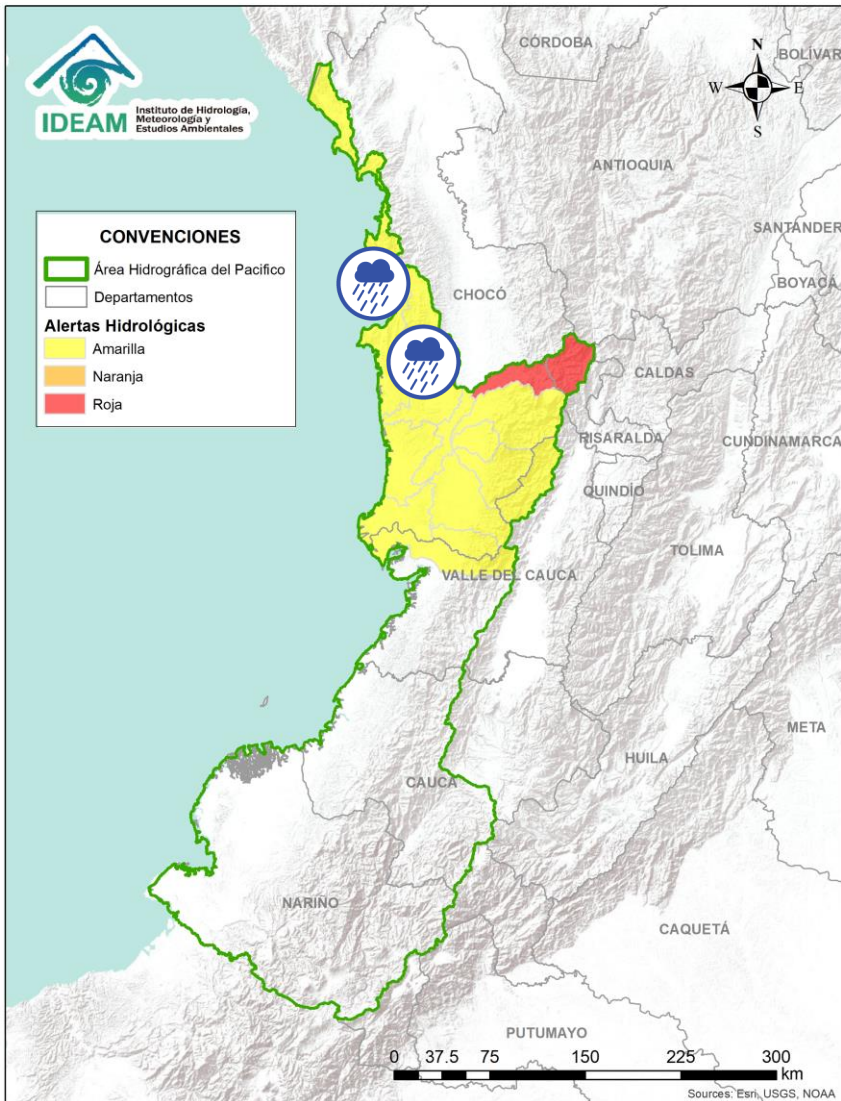 IDEAM
Instituto de Hidrología,
Meteorología y
Estudios Ambientales
CONVENCIONES
Área Hidrográfica del Pacifico
Departamentos
Alertas Hidrológicas
Amarilla
Naranja
Roja
N
W E
S
CÓRDOBA
BOLÍVAR
ANTIOQUIA
SANTANDER
BOYACÁ
CHOCÓ
CALDAS
RISARALDA
CUNDINAMARCA
QUINDÍO
TOLIMA
VALLE DEL CAUCA
META
HUILA
CAUCA
NARIÑO
CAQUETÁ
PUTUMAYO
0 37.5 75 150 225 300
km
Sources: Esri, USGS, NOAA